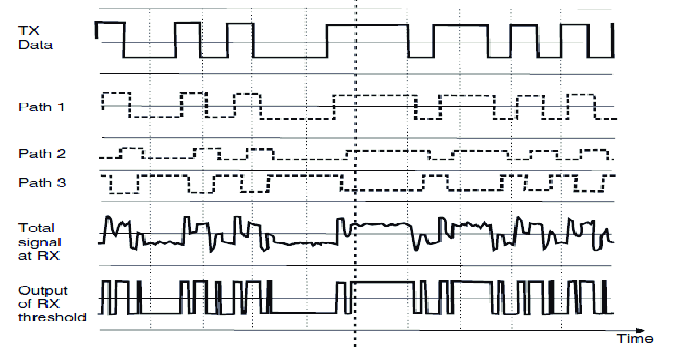 TX
Data
Path 1
Path 2
Path 3
Total
signal
at RX
Output
of RX
threshold
Time